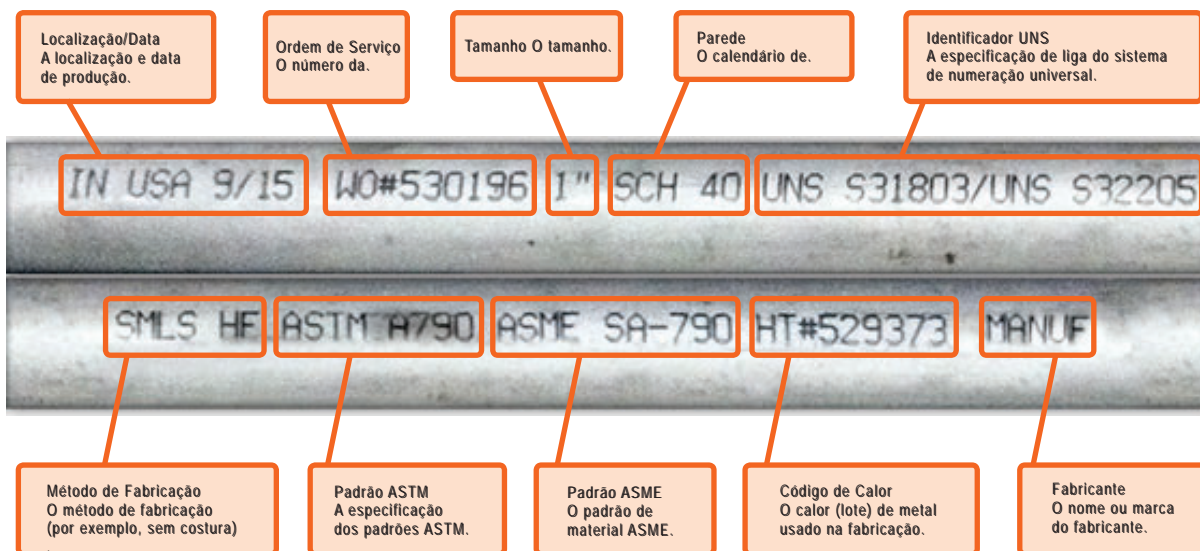 Localização/Data
A localização e data
de produção.
Ordem de Serviço
O número da.
Tamanho O tamanho.
Parede
O calendário de.
Identificador UNS
A especificação de liga do sistema
de numeração universal.
IN USA 9/15 WO#530196 1" SCH 40 UNS S31803/UNS S32205
SMLS HF ASTM A790 ASME SA-790 HT#529373 MANUF
Método de Fabricação
O método de fabricação
(por exemplo, sem costura)
Padrão ASTM
A especificação
dos padrões ASTM.
Padrão ASME
O padrão de
material ASME.
Código de Calor
O calor (lote) de metal
usado na fabricação.
Fabricante
O nome ou marca
do fabricante.